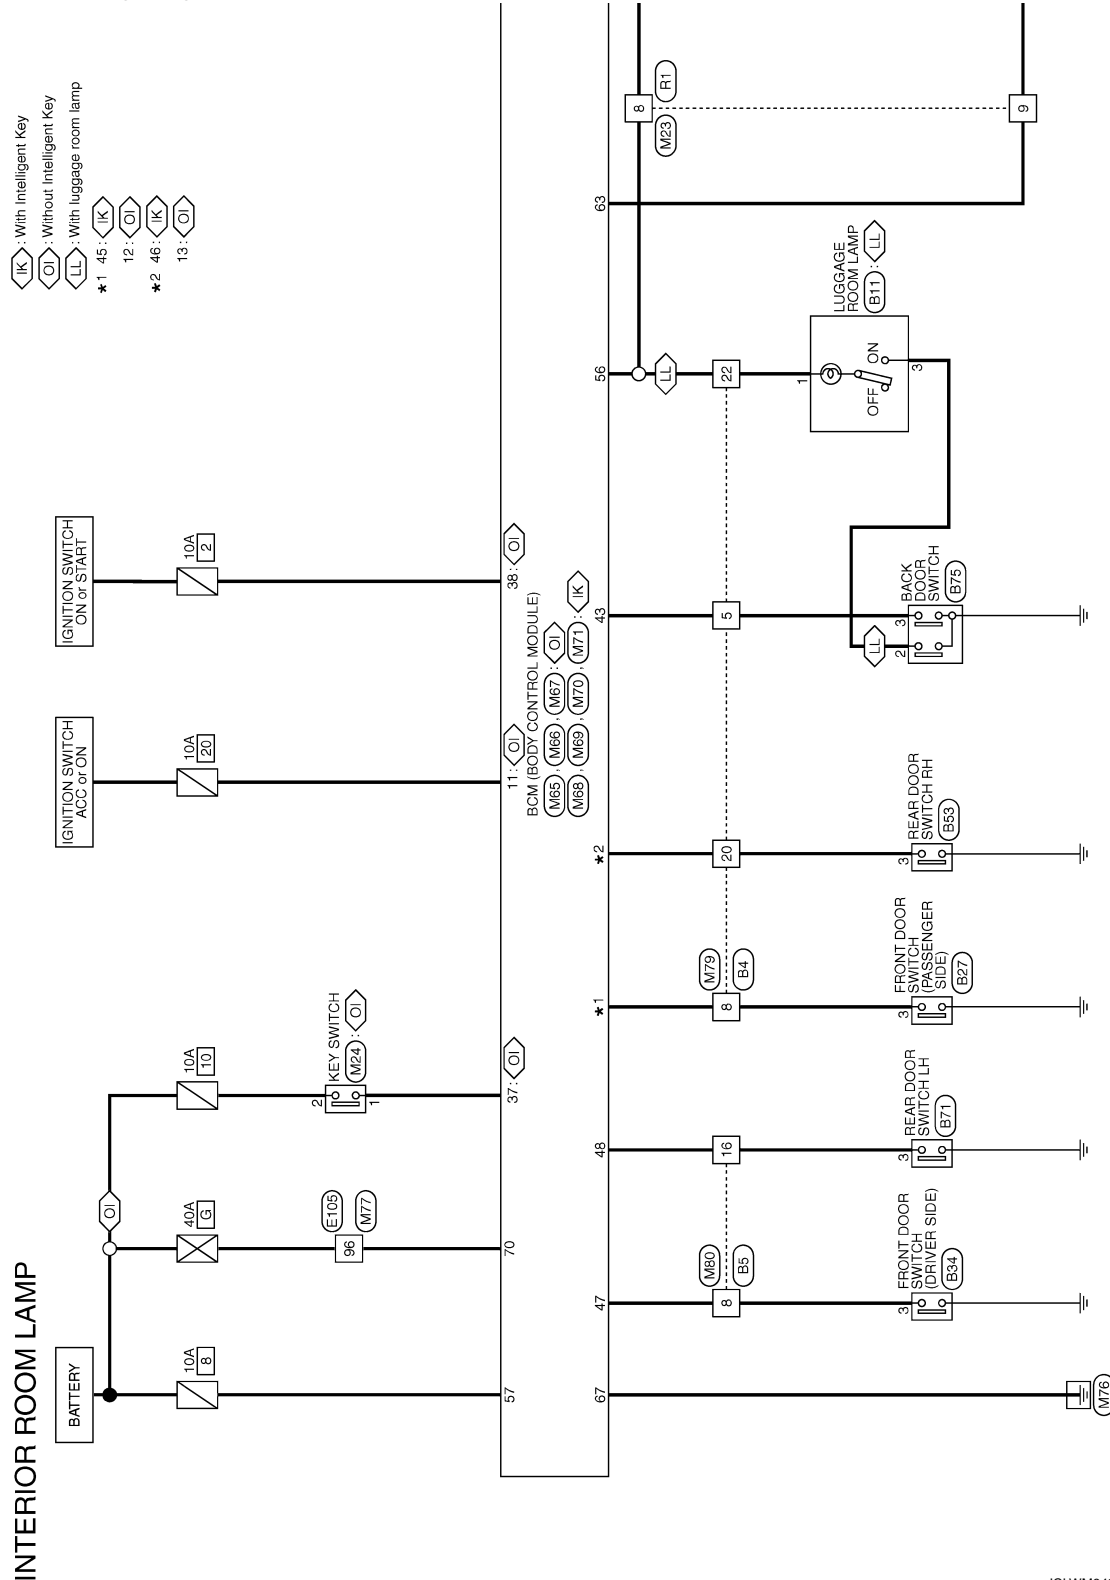 INTERIOR ROOM LAMP
IK : With Intelligent Key
OI : Without Intelligent Key
LL : With luggage room lamp
*1 45 : IK
12 : OI
*2 46 : IK
13 : OI
BATTERY
IGNITION SWITCH
ACC or ON
IGNITION SWITCH
ON or START
OI
10A
8
40A
G
10A
10
10A
20
10A
2
E105
96
M77
KEY SWITCH
M24 : OI
2
1
57
70
37 : OI
11 : OI
38 : OI
BCM (BODY CONTROL MODULE)
M65 , M66 , M67 : OI
M68 , M69 , M70 , M71 : IK
67
47
48
*1
*2
43
56
63
M80
8
B5
16
M79
8
B4
20
5
22
LL
M23
8
R1
9
1
LUGGAGE
ROOM LAMP
B11 : LL
OFF
ON
3
LL
2
3
BACK
DOOR
SWITCH
B75
3
FRONT DOOR
SWITCH
(DRIVER SIDE)
B34
3
REAR DOOR
SWITCH LH
B71
3
FRONT DOOR
SWITCH
(PASSENGER
SIDE)
B27
3
REAR DOOR
SWITCH RH
B53
M76